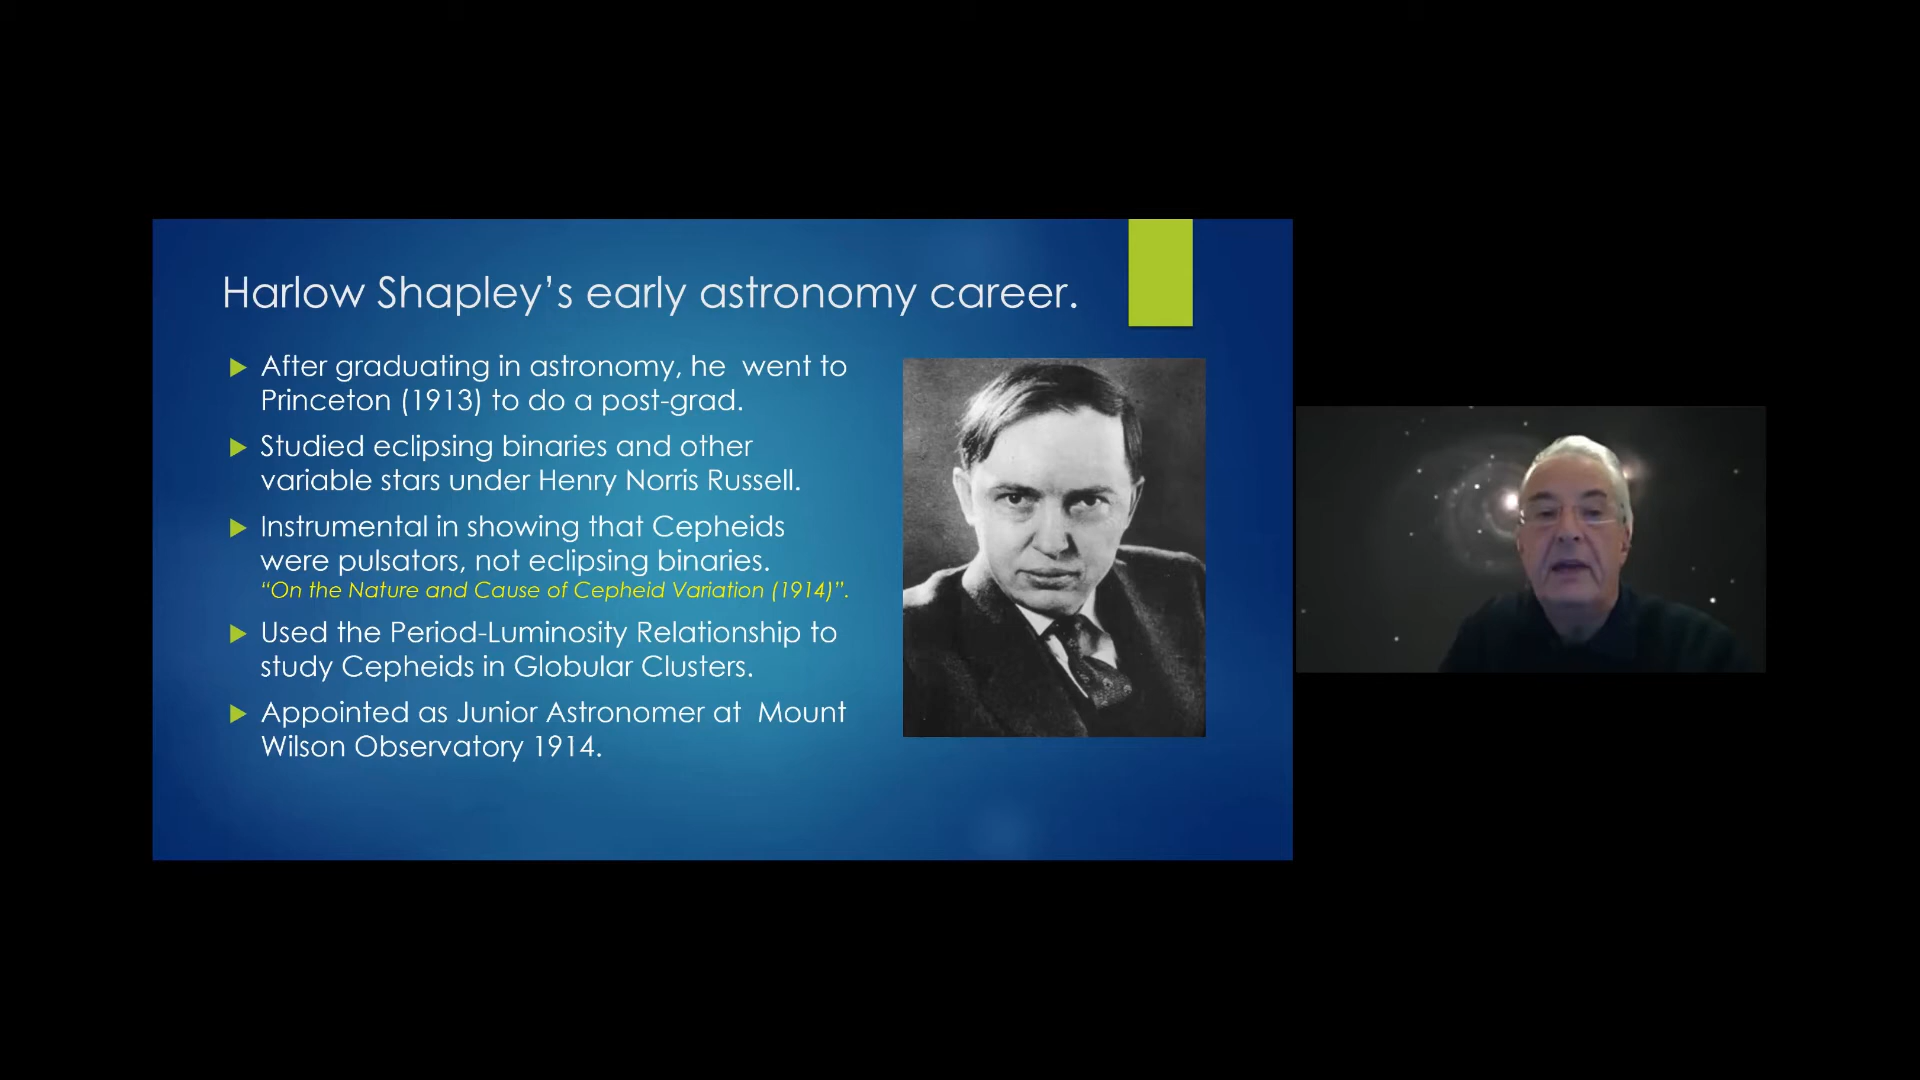 Harlow Shapley’s early astronomy career.
After graduating in astronomy, he  went to
Princeton (1913) to do a post-grad.
Studied eclipsing binaries and other
variable stars under Henry Norris Russell.
Instrumental in showing that Cepheids
were pulsators, not eclipsing binaries.
“On the Nature and Cause of Cepheid Variation (1914)”.
Used the Period-Luminosity Relationship to
study Cepheids in Globular Clusters.
Appointed as Junior Astronomer at  Mount
Wilson Observatory 1914.